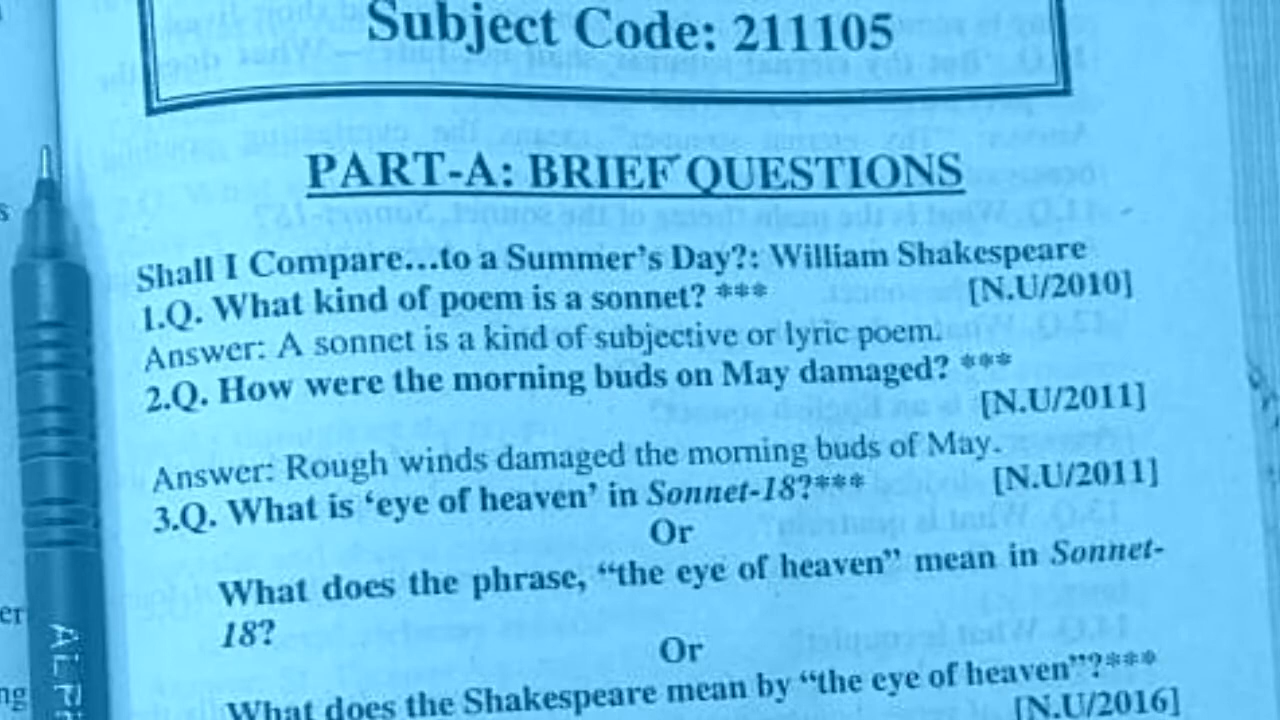 Subject Code: 211105
PART-A: BRIEF QUESTIONS
Shall I Compare...to a Summer's Day?: William Shakespeare
1.Q. What kind of poem is a sonnet? *** [N.U/2010]
Answer: A sonnet is a kind of subjective or lyric poem.
2.Q. How were the morning buds on May damaged? ***
[N.U/2011]
Answer: Rough winds damaged the morning buds of May.
3.Q. What is ‘eye of heaven’ in Sonnet-18?*** [N.U/2011]
Or
What does the phrase, “the eye of heaven” mean in Sonnet-
18?
Or
What does the Shakespeare mean by “the eye of heaven”?***
[N.U/2016]
s
er
ng